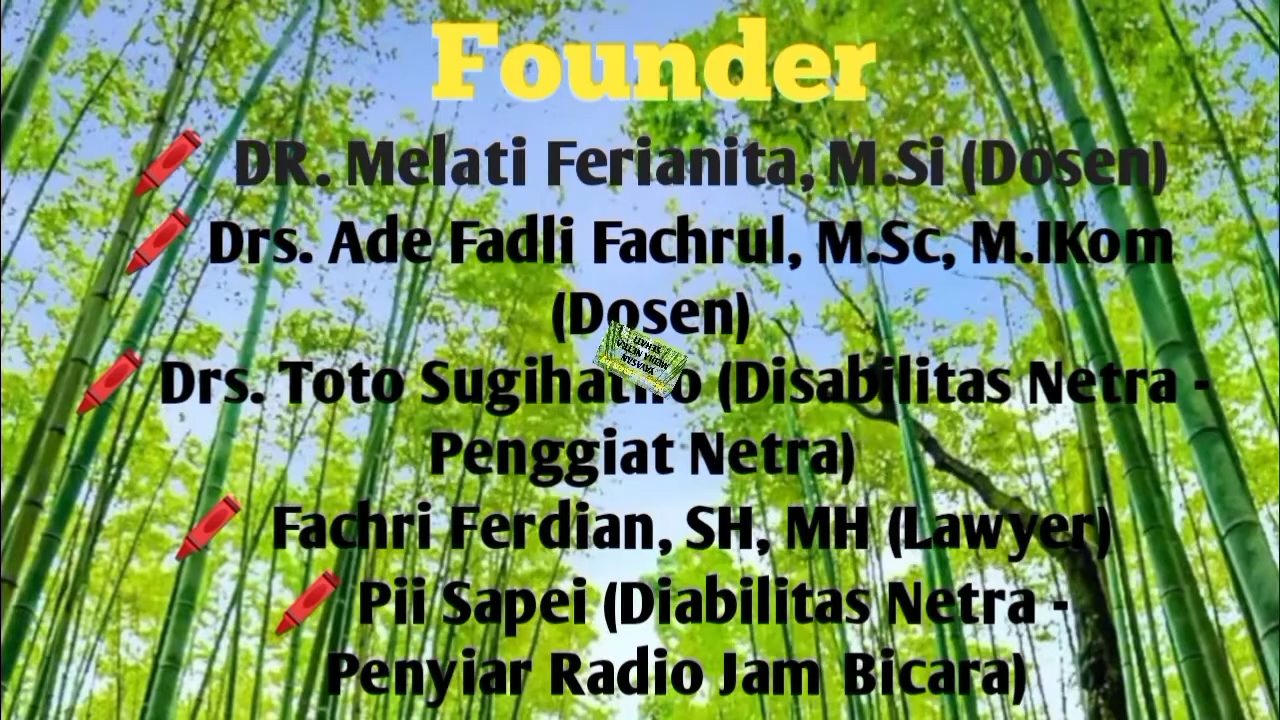 Founder
DR. Melati Ferianita, M.Si (Dosen)
Drs. Ade Fadli Fachrul, M.Sc, M.IKom
(Dosen)
Drs. Toto Sugihatno (Disabilitas Netra -
Penggiat Netra)
Fachri Ferdian, SH, MH (Lawyer)
Pii Sapei (Diabilitas Netra -
Penyiar Radio Jam Bicara)